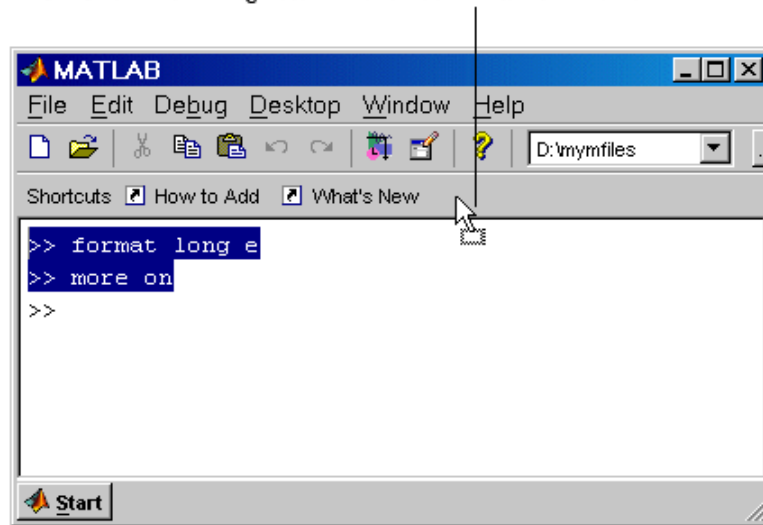 MATLAB
File Edit Debug Desktop Window Help
D:\mymfiles
Shortcuts How to Add What's New
>> format long e
>> more on
>>
Start